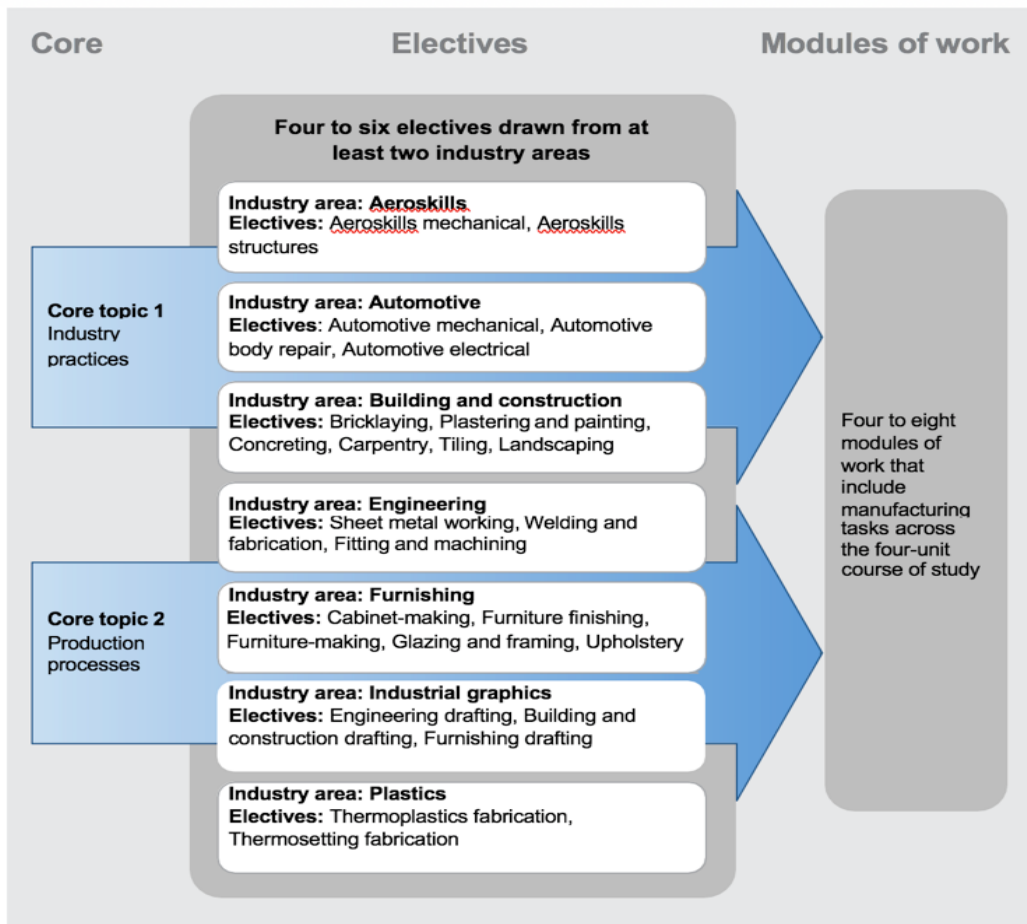 Core
Electives
Modules of work
Four to six electives drawn from at
least two industry areas
Core topic 1
Industry
practices
Core topic 2
Production
processes
Industry area: Aeroskills
Electives: Aeroskills mechanical, Aeroskills
structures
Industry area: Automotive
Electives: Automotive mechanical, Automotive
body repair, Automotive electrical
Industry area: Building and construction
Electives: Bricklaying, Plastering and painting,
Concreting, Carpentry, Tiling, Landscaping
Industry area: Engineering
Electives: Sheet metal working, Welding and
fabrication, Fitting and machining
Industry area: Furnishing
Electives: Cabinet-making, Furniture finishing,
Furniture-making, Glazing and framing, Upholstery
Industry area: Industrial graphics
Electives: Engineering drafting, Building and
construction drafting, Furnishing drafting
Industry area: Plastics
Electives: Thermoplastics fabrication,
Thermosetting fabrication
Four to eight
modules of
work that
include
manufacturing
tasks across
the four-unit
course of study